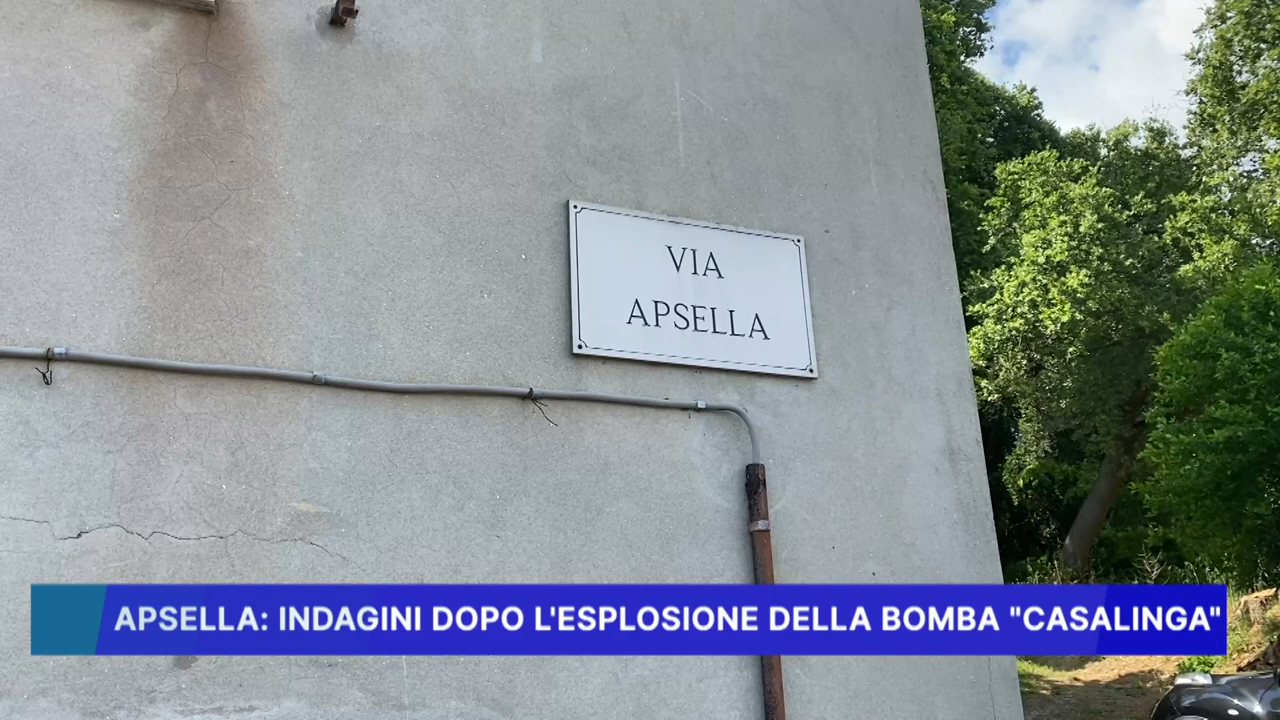 VIA
APSELLA
APSELLA: INDAGINI DOPO L'ESPLOSIONE DELLA BOMBA "CASALINGA"